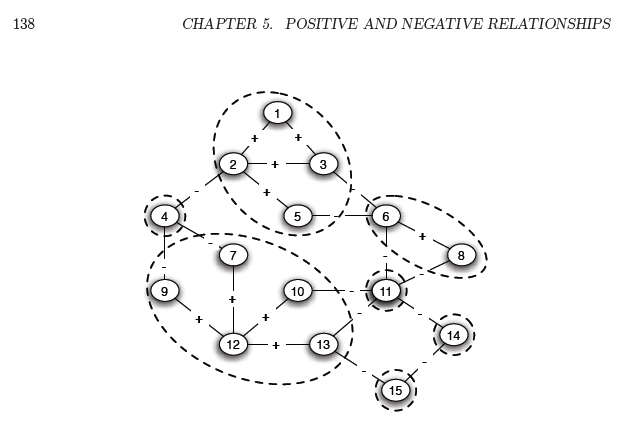 138 CHAPTER 5. POSITIVE AND NEGATIVE RELATIONSHIPS
1
+ +
2 + 3
- + -
4 5 - 6
- 7 - + 8
- + - -
9 10 - 11
+ + - -
12 + 13 14
- -
15